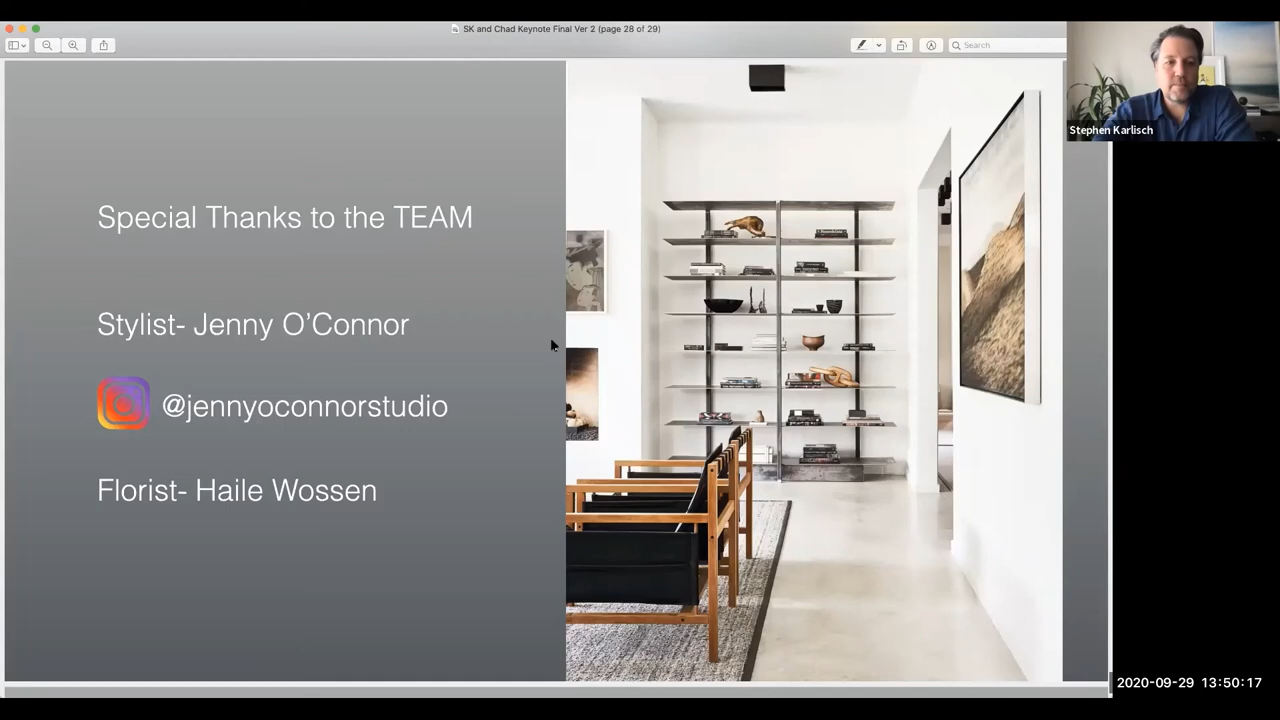 SK and Chad Keynote Final Ver 2 (page 28 of 29)
Search
Stephen Karlisch
Special Thanks to the TEAM
Stylist- Jenny O’Connor
@jennyoconnorstudio
Florist- Haile Wossen
2020-09-29 13:50:17